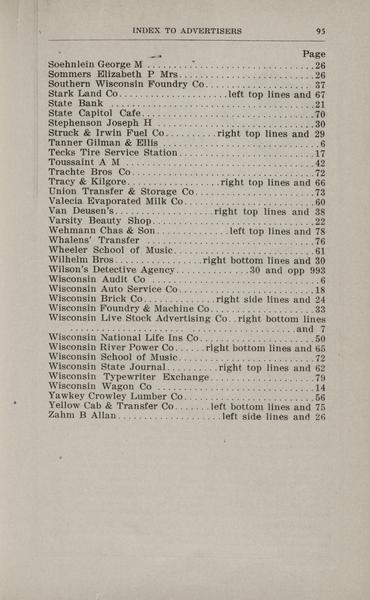 INDEX TO ADVERTISERS 95
Page
Soehnlein George M ........................26
Sommers Elizabeth P Mrs........................26
Southern Wisconsin Foundry Co........................37
Stark Land Co........................left top lines and 67
State Bank ........................21
State Capitol Cafe........................70
Stephenson Joseph H ........................30
Struck & Irwin Fuel Co..........right top lines and 29
Tanner Gilman & Ellis ........................6
Tecks Tire Service Station........................17
Toussaint A M ........................42
Trachte Bros Co........................72
Tracy & Kilgore........................right top lines and 66
Union Transfer & Storage Co........................73
Valecia Evaporated Milk Co........................60
Van Deusen's........................right top lines and 38
Varsity Beauty Shop........................22
Wehmann Chas & Son................left top lines and 78
Whalens' Transfer ........................76
Wheeler School of Music........................61
Wilhelm Bros..................right bottom lines and 30
Wilson's Detective Agency..............30 and opp 993
Wisconsin Audit Co ........................6
Wisconsin Auto Service Co........................18
Wisconsin Brick Co..............right side lines and 24
Wisconsin Foundry & Machine Co........................33
Wisconsin Live Stock Advertising Co..right bottom lines
........................and 7
Wisconsin National Life Ins Co........................50
Wisconsin River Power Co......right bottom lines and 65
Wisconsin School of Music........................72
Wisconsin State Journal..........right top lines and 62
Wisconsin Typewriter Exchange........................79
Wisconsin Wagon Co ........................14
Yawkey Crowley Lumber Co........................56
Yellow Cab & Transfer Co.......left bottom lines and 75
Zahm B Allan....................left side lines and 26